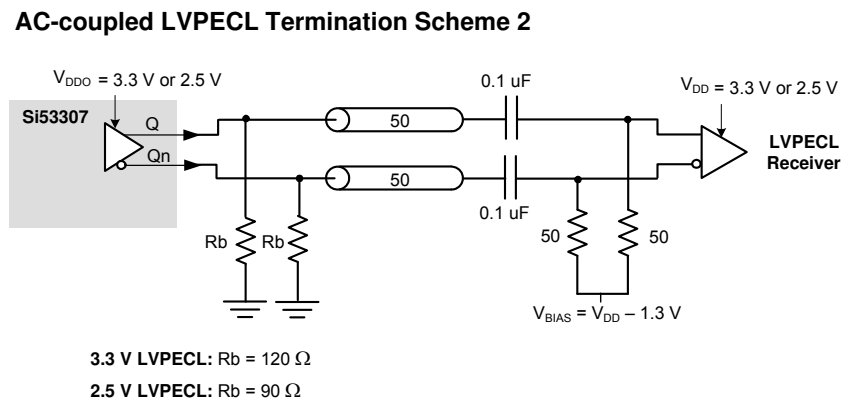 AC-coupled LVPECL Termination Scheme 2
V_DDO = 3.3 V or 2.5 V
0.1 uF
V_DD = 3.3 V or 2.5 V
Si53307
Q
50
Qn
50
LVPECL
Receiver
0.1 uF
Rb
Rb
50
50
V_BIAS = V_DD – 1.3 V
3.3 V LVPECL: Rb = 120 Ω
2.5 V LVPECL: Rb = 90 Ω